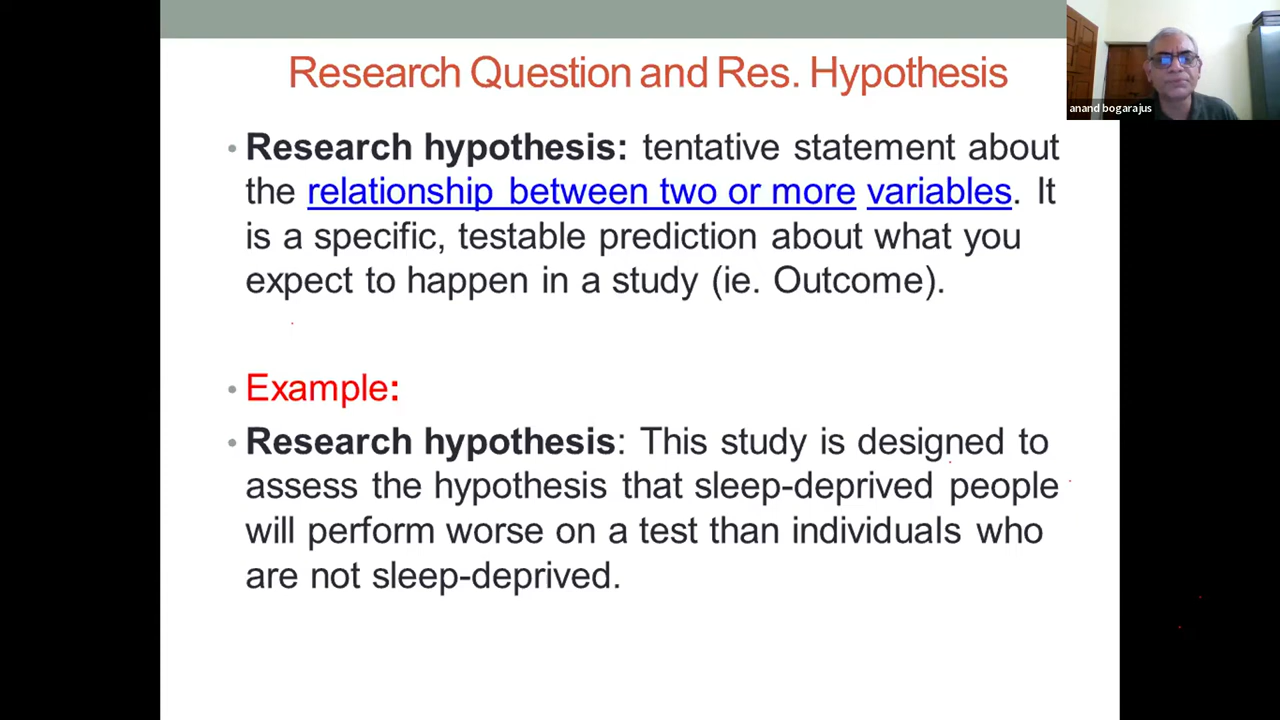 Research Question and Res. Hypothesis
anand bogarajus
• Research hypothesis: tentative statement about
the relationship between two or more variables. It
is a specific, testable prediction about what you
expect to happen in a study (ie. Outcome).
• Example:
• Research hypothesis: This study is designed to
assess the hypothesis that sleep-deprived people
will perform worse on a test than individuals who
are not sleep-deprived.